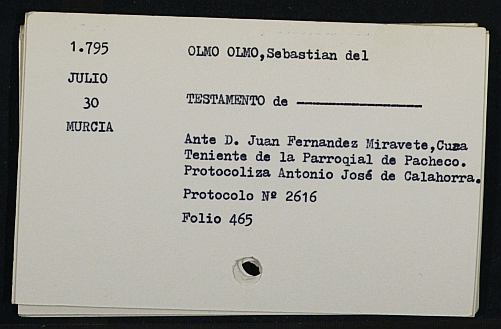 1.795
JULIO
30
MURCIA
OLMO OLMO,Sebastian del
TESTAMENTO de ————————
Ante D. Juan Fernandez Miravete,Cura
Teniente de la Parroqial de Pacheco.
Protocoliza Antonio José de Calahorra.
Protocolo Nº 2616
Folio 465